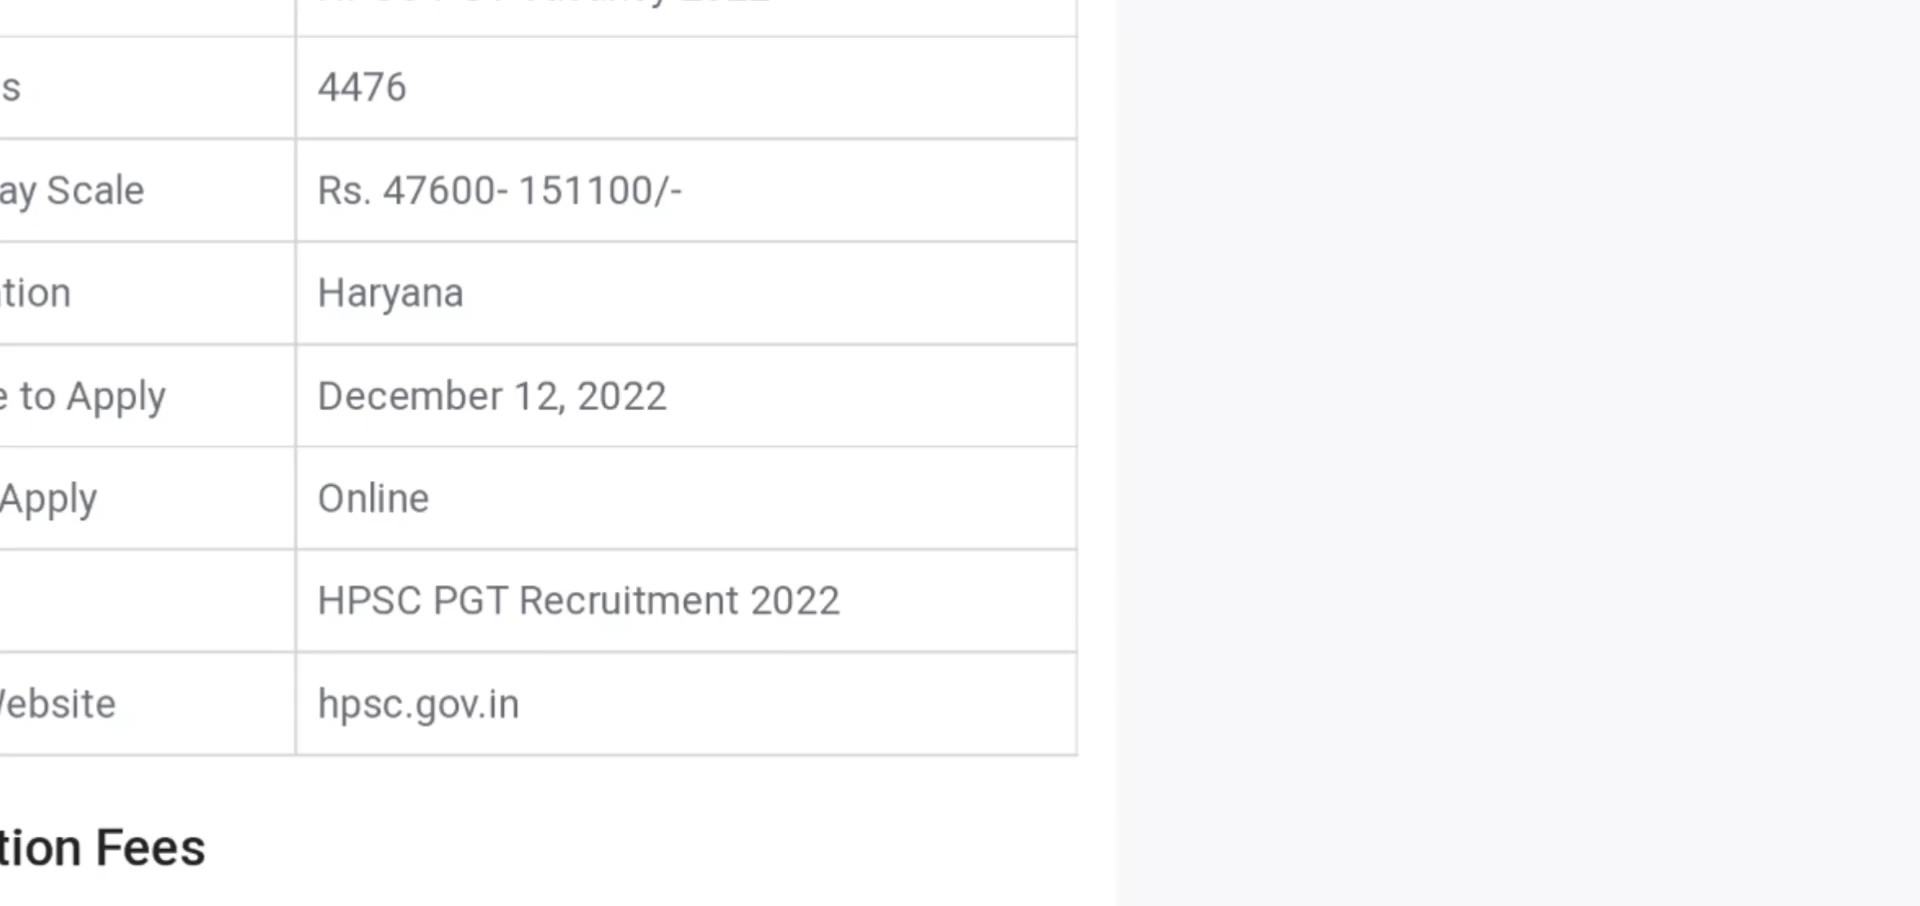 s 4476
ay Scale Rs. 47600- 151100/-
tion Haryana
e to Apply December 12, 2022
Apply Online
HPSC PGT Recruitment 2022
Website hpsc.gov.in
tion Fees